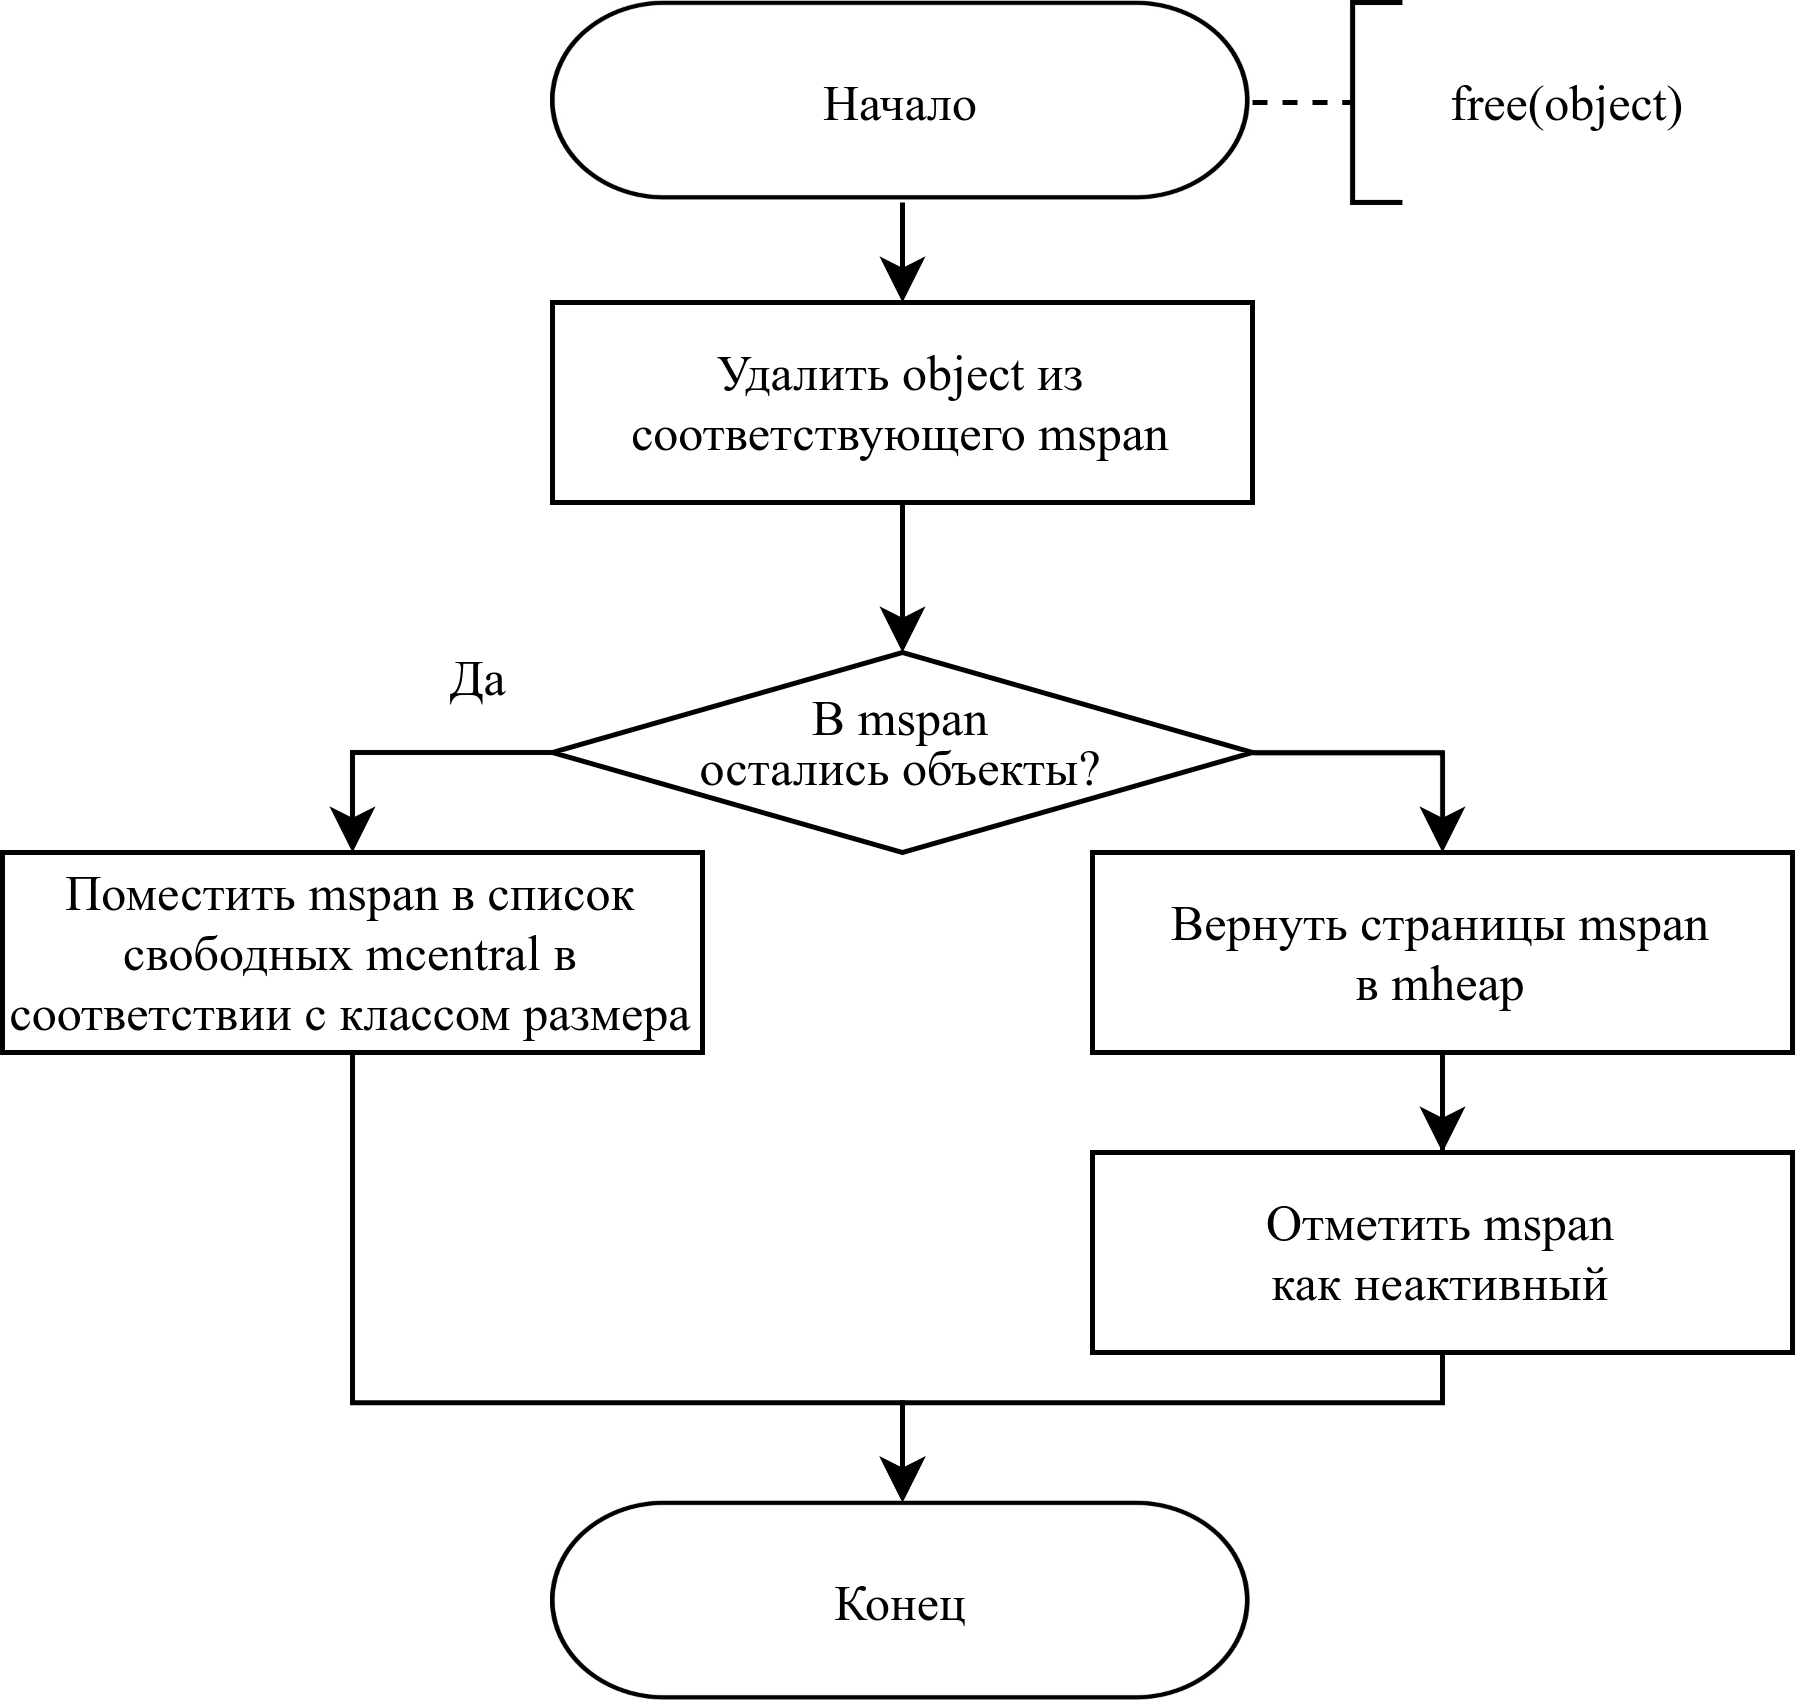 Начало
free(object)
Удалить object из
соответствующего mspan
Да
В mspan
остались объекты?
Поместить mspan в список
свободных mcentral в
соответствии с классом размера
Вернуть страницы mspan
в mheap
Отметить mspan
как неактивный
Конец